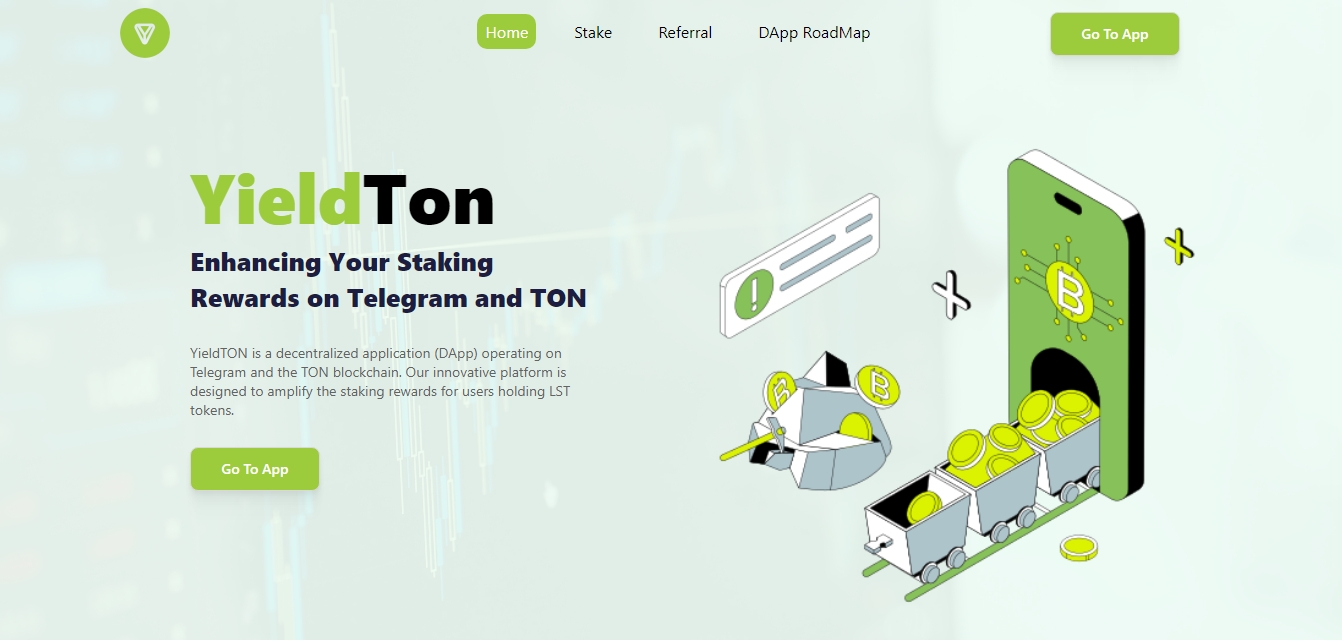 Home
Stake
Referral
DApp RoadMap
Go To App
YieldTon
Enhancing Your Staking
Rewards on Telegram and TON
YieldTON is a decentralized application (DApp) operating on
Telegram and the TON blockchain. Our innovative platform is
designed to amplify the staking rewards for users holding LST
tokens.
Go To App